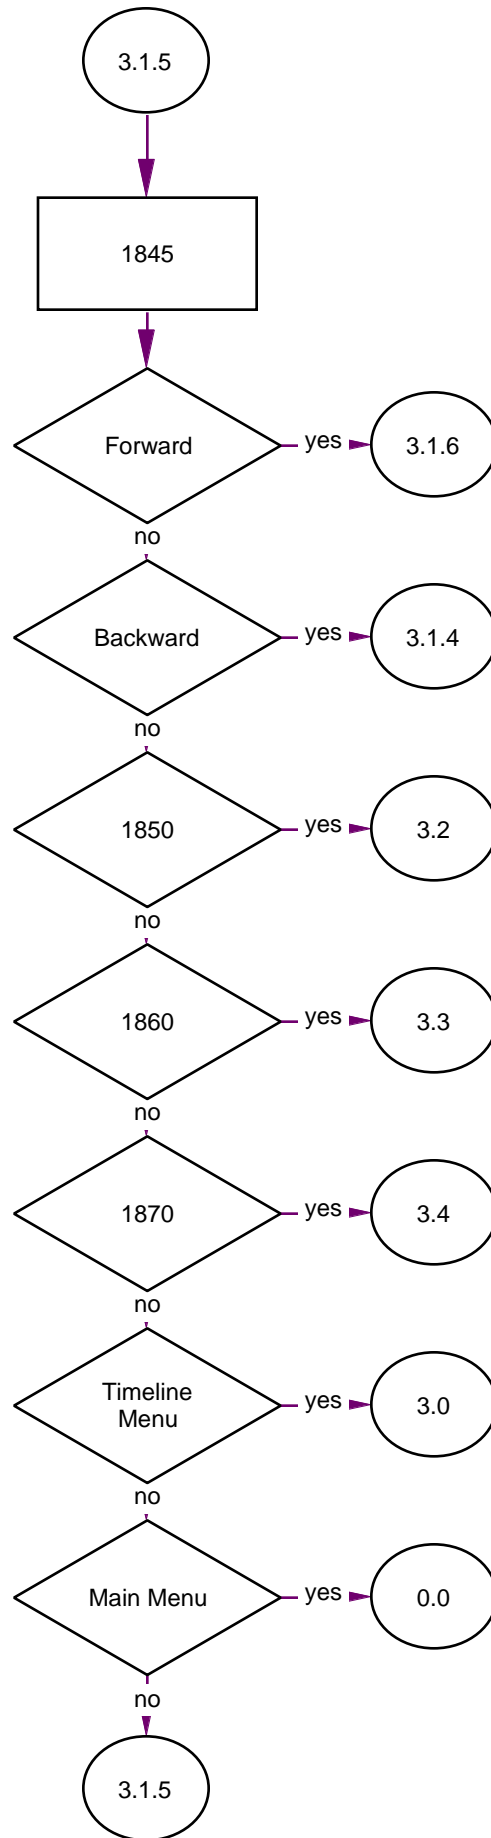 3.1.5
1845
Forward
yes
3.1.6
no
Backward
yes
3.1.4
no
1850
yes
3.2
no
1860
yes
3.3
no
1870
yes
3.4
no
Timeline
Menu
yes
3.0
no
Main Menu
yes
0.0
no
3.1.5